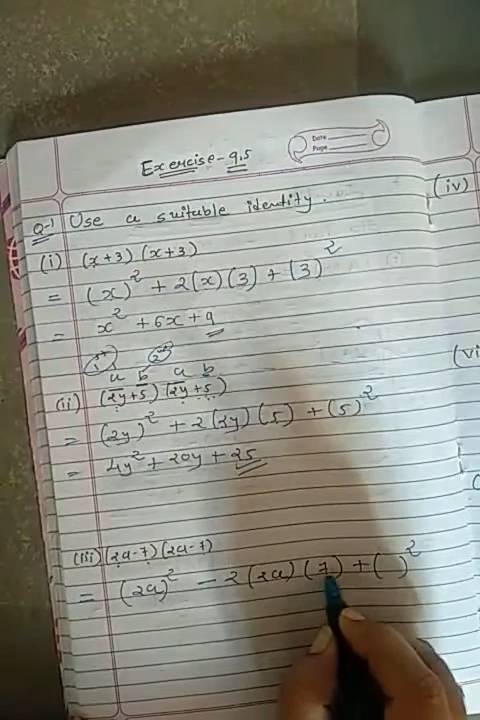 Date
Page
Exercise-9.5
Q-1 Use a suitable identity.
(i) (x+3) (x+3)
= (x)² + 2(x)(3) + (3)²
= x² + 6x + 9
a b a b
(ii) (2y+5) (2y+5)
= (2y)² + 2(2y)(5) + (5)²
= 4y² + 20y + 25
(iii) (2a-7) (2a-7)
= (2a)² - 2(2a)(7) + ( )²
(iv)
(vi